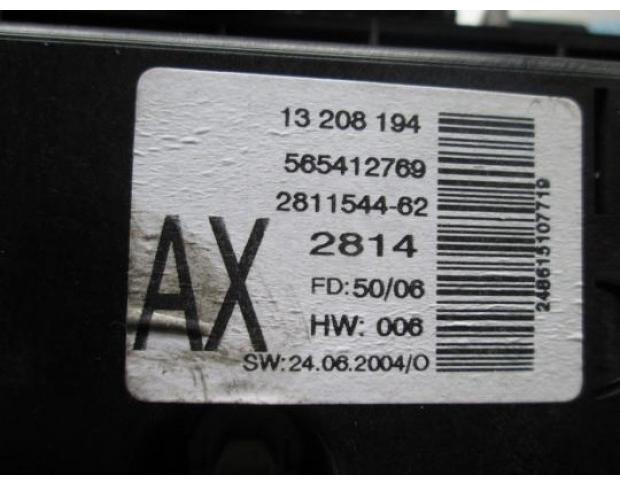 13 208 194
565412769
2811544-62
2814
AX
FD:50/06
HW: 006
SW:24.06.2004/O
248615107719